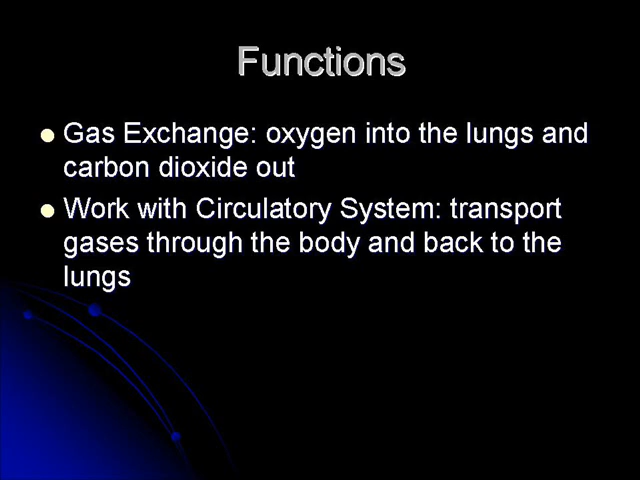 Functions
Gas Exchange: oxygen into the lungs and
carbon dioxide out
Work with Circulatory System: transport
gases through the body and back to the
lungs